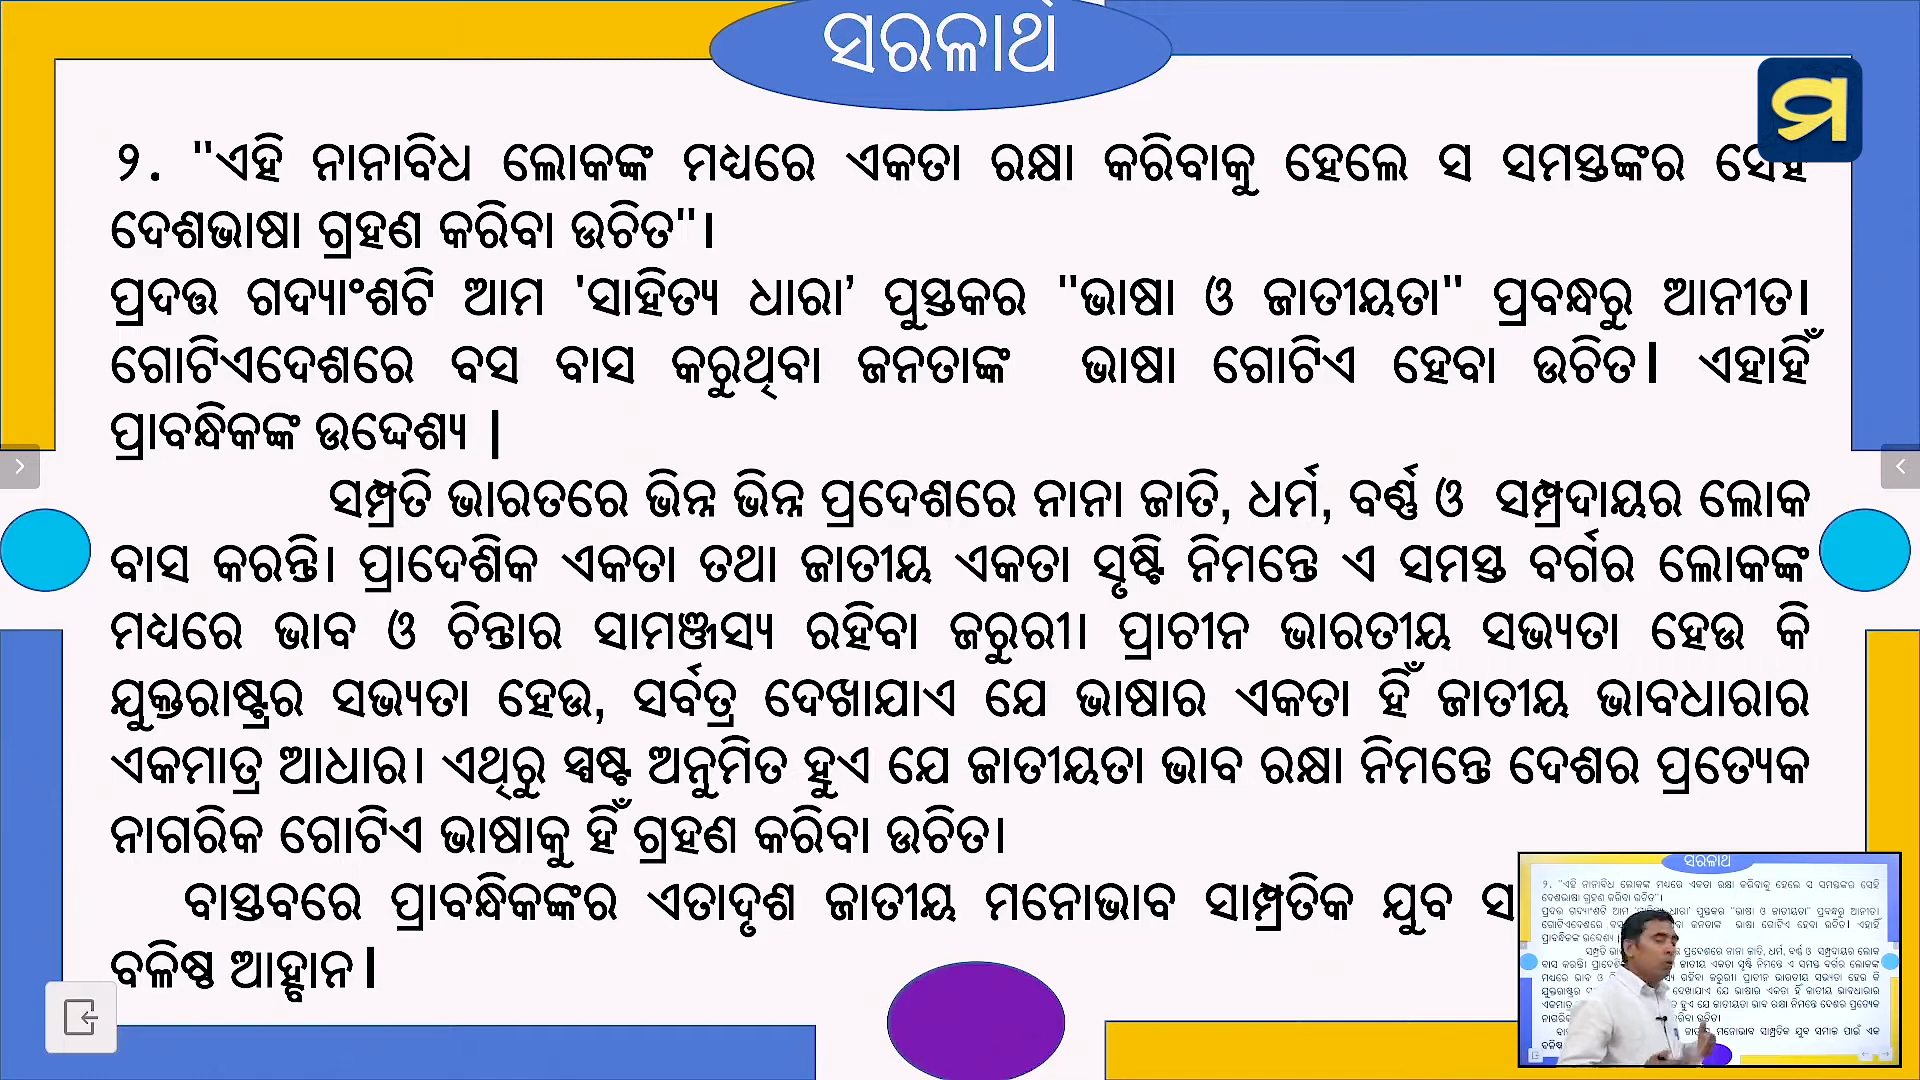 ସରଳାର୍ଥ
ମ
୨. "ଏହି ନାନାବିଧ ଲୋକଙ୍କ ମଧ୍ୟରେ ଏକତା ରକ୍ଷା କରିବାକୁ ହେଲେ ସ ସମସ୍ତଙ୍କର ସେହି
ଦେଶଭାଷା ଗ୍ରହଣ କରିବା ଉଚିତ"।
ପ୍ରଦତ୍ତ ଗଦ୍ୟାଂଶଟି ଆମ 'ସାହିତ୍ୟ ଧାରା’ ପୁସ୍ତକର "ଭାଷା ଓ ଜାତୀୟତା" ପ୍ରବନ୍ଧରୁ ଆନୀତ।
ଗୋଟିଏଦେଶରେ ବସ ବାସ କରୁଥିବା ଜନତାଙ୍କ ଭାଷା ଗୋଟିଏ ହେବା ଉଚିତ। ଏହାହିଁ
ପ୍ରାବନ୍ଧିକଙ୍କ ଉଦ୍ଦେଶ୍ୟ |
ସମ୍ପ୍ରତି ଭାରତରେ ଭିନ୍ନ ଭିନ୍ନ ପ୍ରଦେଶରେ ନାନା ଜାତି, ଧର୍ମ, ବର୍ଣ୍ଣ ଓ ସମ୍ପ୍ରଦାୟର ଲୋକ
ବାସ କରନ୍ତି। ପ୍ରାଦେଶିକ ଏକତା ତଥା ଜାତୀୟ ଏକତା ସୃଷ୍ଟି ନିମନ୍ତେ ଏ ସମସ୍ତ ବର୍ଗର ଲୋକଙ୍କ
ମଧ୍ୟରେ ଭାବ ଓ ଚିନ୍ତାର ସାମଞ୍ଜସ୍ୟ ରହିବା ଜରୁରୀ। ପ୍ରାଚୀନ ଭାରତୀୟ ସଭ୍ୟତା ହେଉ କି
ଯୁକ୍ତରାଷ୍ଟ୍ରର ସଭ୍ୟତା ହେଉ, ସର୍ବତ୍ର ଦେଖାଯାଏ ଯେ ଭାଷାର ଏକତା ହିଁ ଜାତୀୟ ଭାବଧାରାର
ଏକମାତ୍ର ଆଧାର। ଏଥିରୁ ସ୍ପଷ୍ଟ ଅନୁମିତ ହୁଏ ଯେ ଜାତୀୟତା ଭାବ ରକ୍ଷା ନିମନ୍ତେ ଦେଶର ପ୍ରତ୍ୟେକ
ନାଗରିକ ଗୋଟିଏ ଭାଷାକୁ ହିଁ ଗ୍ରହଣ କରିବା ଉଚିତ।
ବାସ୍ତବରେ ପ୍ରାବନ୍ଧିକଙ୍କର ଏତାଦୃଶ ଜାତୀୟ ମନୋଭାବ ସାମ୍ପ୍ରତିକ ଯୁବ ସ
ବଳିଷ୍ଠ ଆହ୍ବାନ।